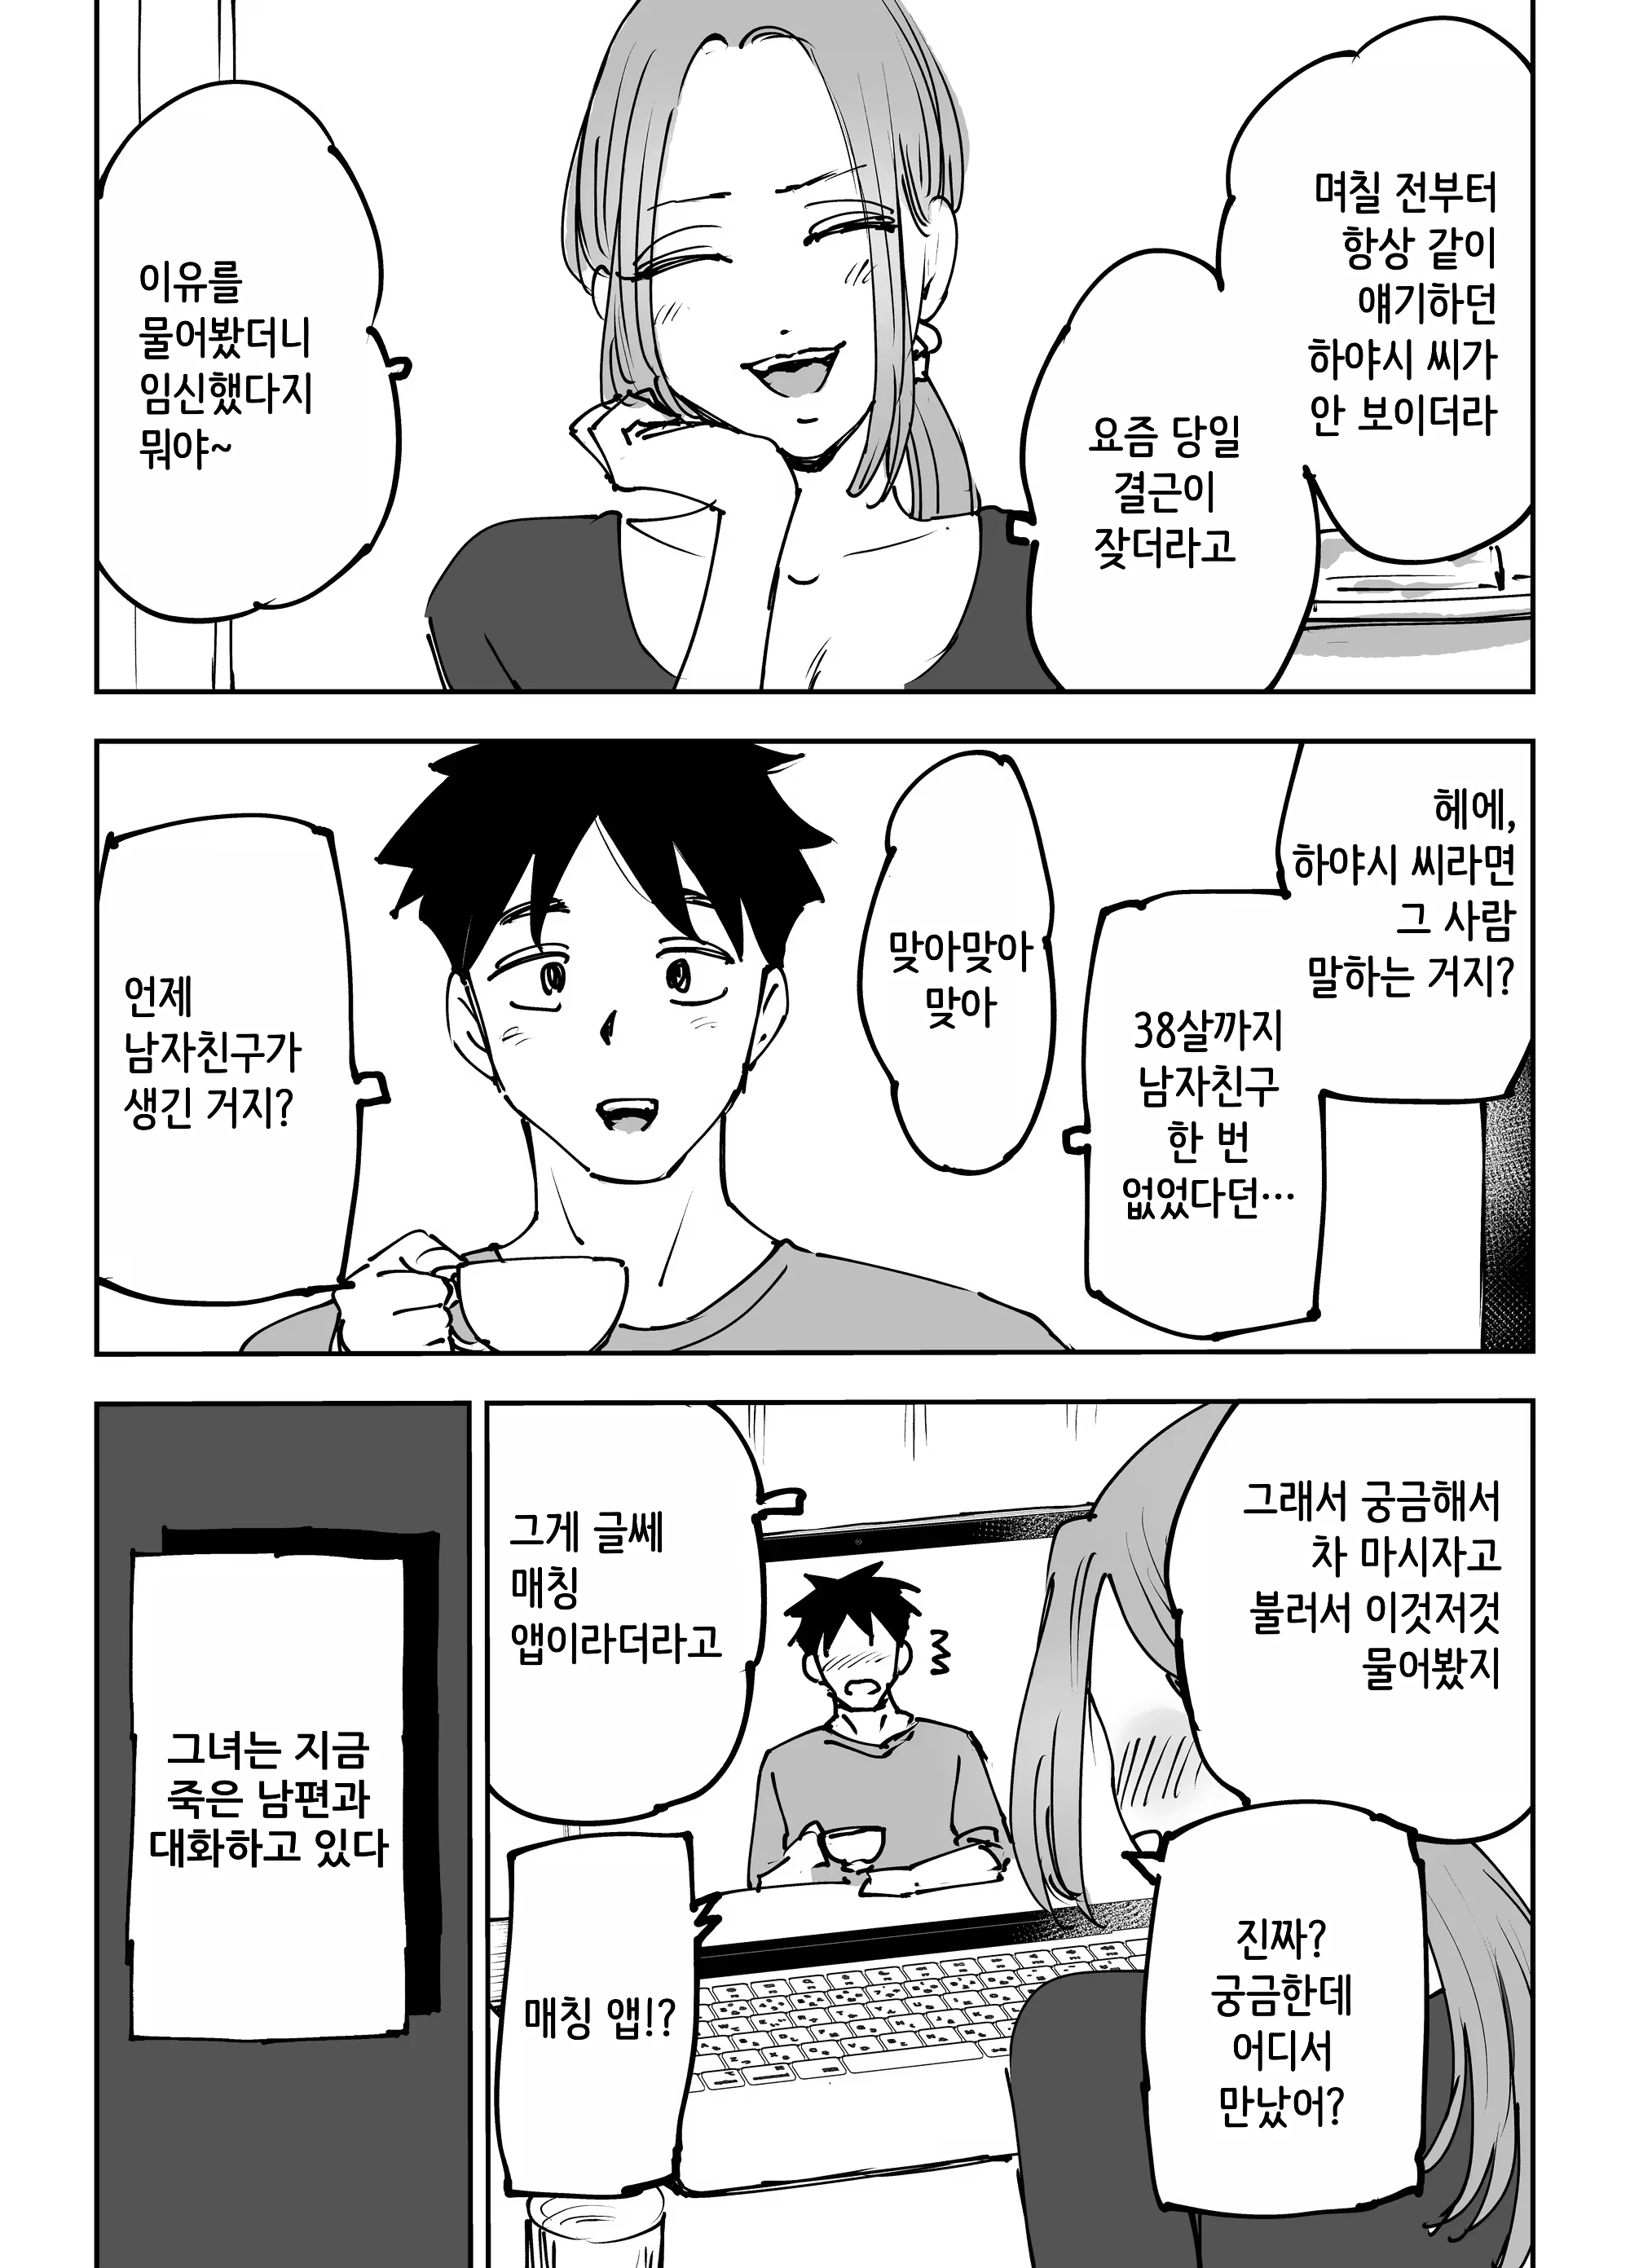 며칠 전부터
항상 같이
얘기하던
하야시 씨가
안 보이더라
요즘 당일
결근이
잦더라고
이유를
물어봤더니
임신했다지
뭐야~
헤에,
하야시 씨라면
그 사람
말하는 거지?
38살까지
남자친구
한 번
없었다던…
맞아맞아
맞아
언제
남자친구가
생긴 거지?
그래서 궁금해서
차 마시자고
불러서 이것저것
물어봤지
진짜?
궁금한데
어디서
만났어?
그게 글쎄
매칭
앱이라더라고
매칭 앱!?
그녀는 지금
죽은 남편과
대화하고 있다